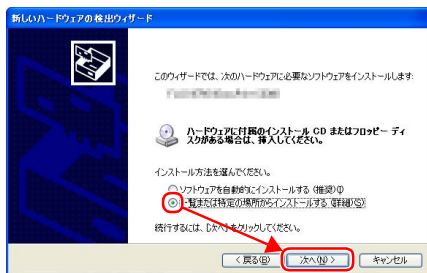 新しいハードウェアの検出ウィザード
このウィザードでは、次のハードウェアに必要なソフトウェアをインストールします:
ハードウェアに付属のインストール CD またはフロッピー ディ
スクがある場合は、挿入してください。
インストール方法を選んでください。
ソフトウェアを自動的にインストールする (推奨)(I)
一覧または特定の場所からインストールする (詳細)(S)
続行するには、[次へ] をクリックしてください。
< 戻る(B) 次へ(N) > キャンセル